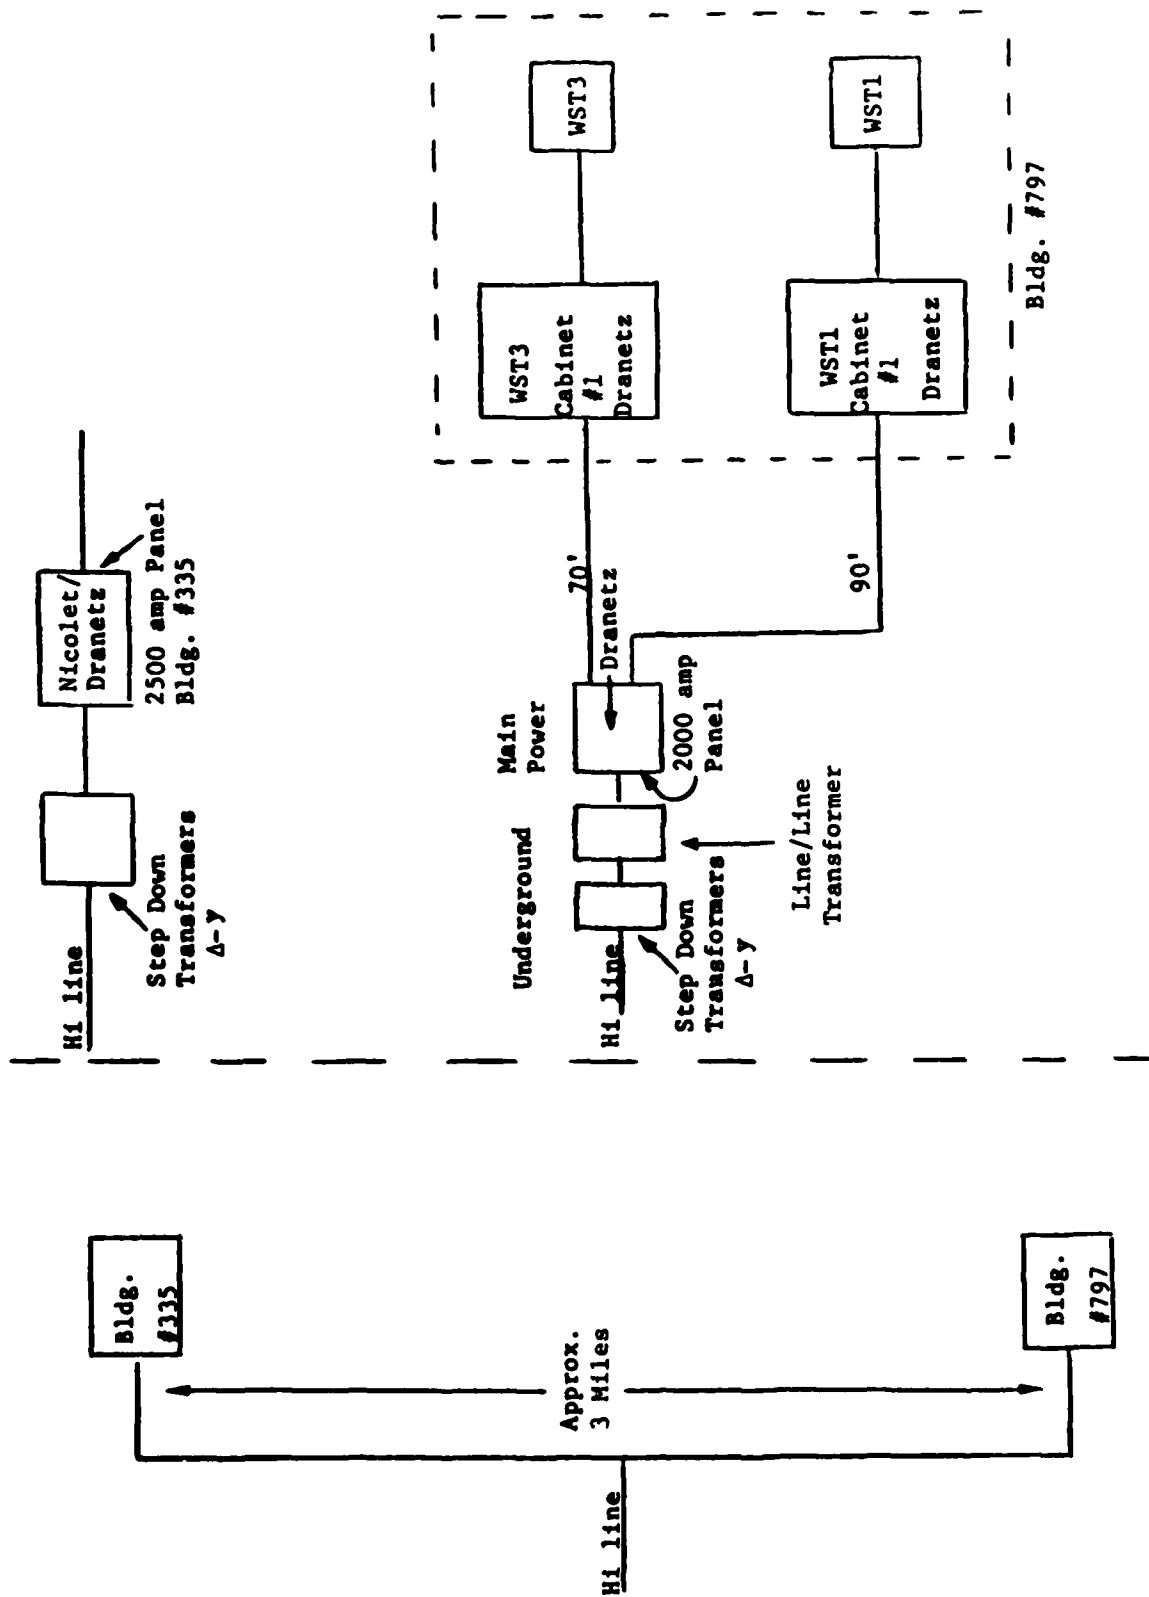 Hi line
Bldg.
#335
Approx.
3 Miles
Bldg.
#797
Hi line
Step Down
Transformers
Δ-y
Nicolet/
Dranetz
2500 amp Panel
Bldg. #335
Underground
Main
Power
Hi line
Step Down
Transformers
Δ-y
Line/Line
Transformer
2000 amp
Panel
Dranetz
70'
90'
WST3
Cabinet
#1
Dranetz
WST3
WST1
Cabinet
#1
Dranetz
WST1
Bldg. #797